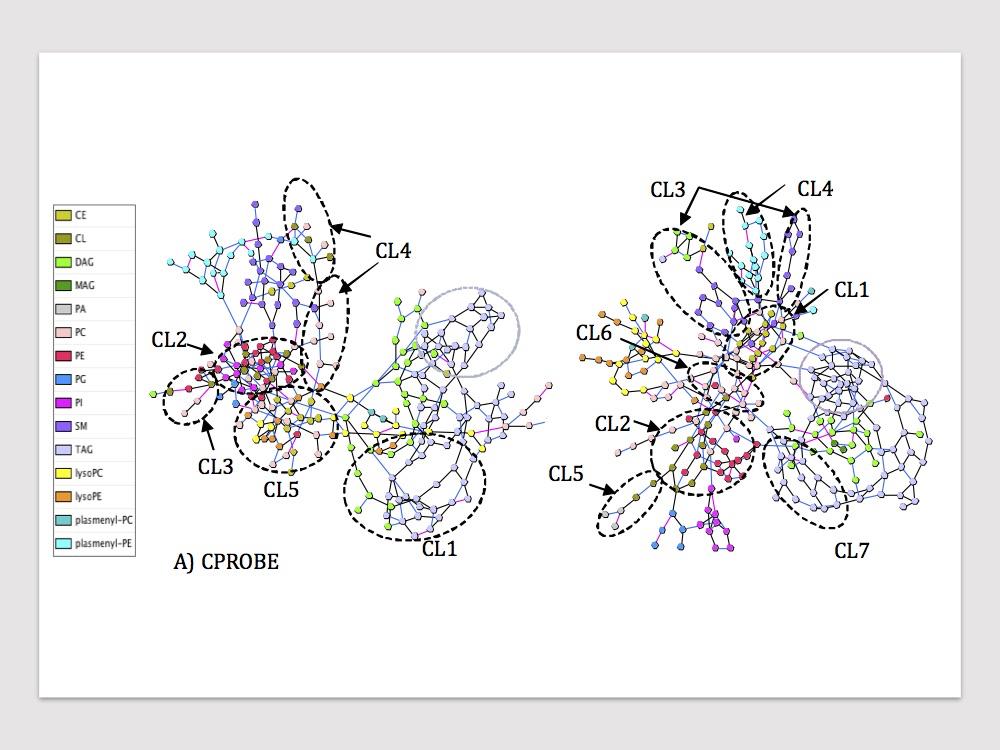 CE
CL
DAG
MAG
PA
PC
PE
PG
PI
SM
TAG
lysoPC
lysoPE
plasmenyl-PC
plasmenyl-PE
CL4
CL2
CL3
CL5
CL1
A) CPROBE
CL3
CL4
CL1
CL6
CL2
CL5
CL7